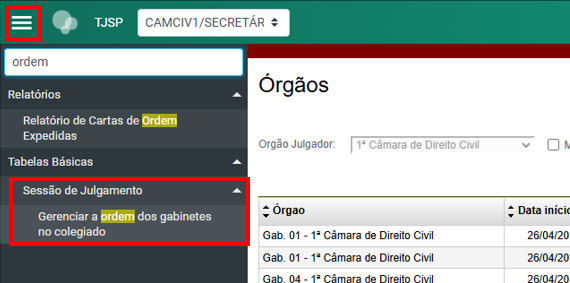 TJSP CAMCIV1/SECRETÁR
ordem
Relatórios
Relatório de Cartas de Ordem
Expedidas
Tabelas Básicas
Sessão de Julgamento
Gerenciar a ordem dos gabinetes
no colegiado
Órgãos
Orgão Julgador: 1ª Câmara de Direito Civil M
Órgao Data iníci
Gab. 01 - 1ª Câmara de Direito Civil 26/04/20
Gab. 01 - 1ª Câmara de Direito Civil 26/04/20
Gab. 04 - 1ª Câmara de Direito Civil 26/04/20